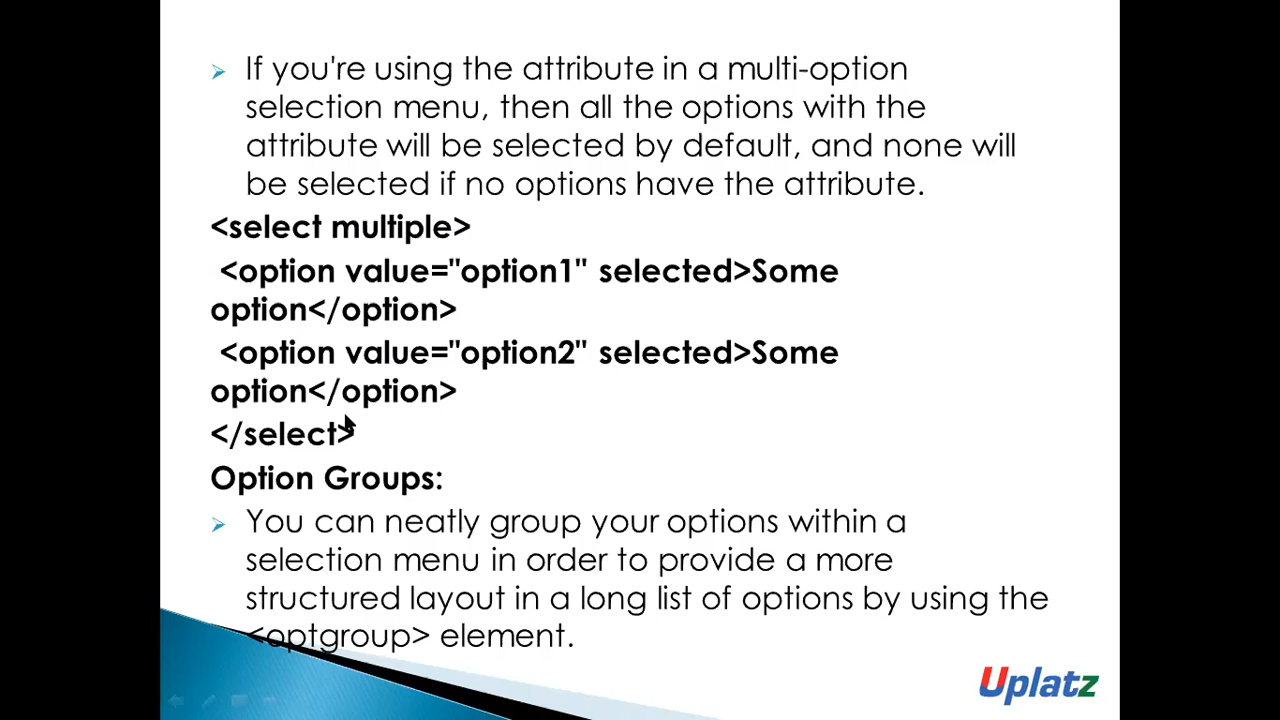 If you're using the attribute in a multi-option
selection menu, then all the options with the
attribute will be selected by default, and none will
be selected if no options have the attribute.
<select multiple>
<option value="option1" selected>Some
option</option>
<option value="option2" selected>Some
option</option>
</select>
Option Groups:
You can neatly group your options within a
selection menu in order to provide a more
structured layout in a long list of options by using the
<optgroup> element.
Uplatz